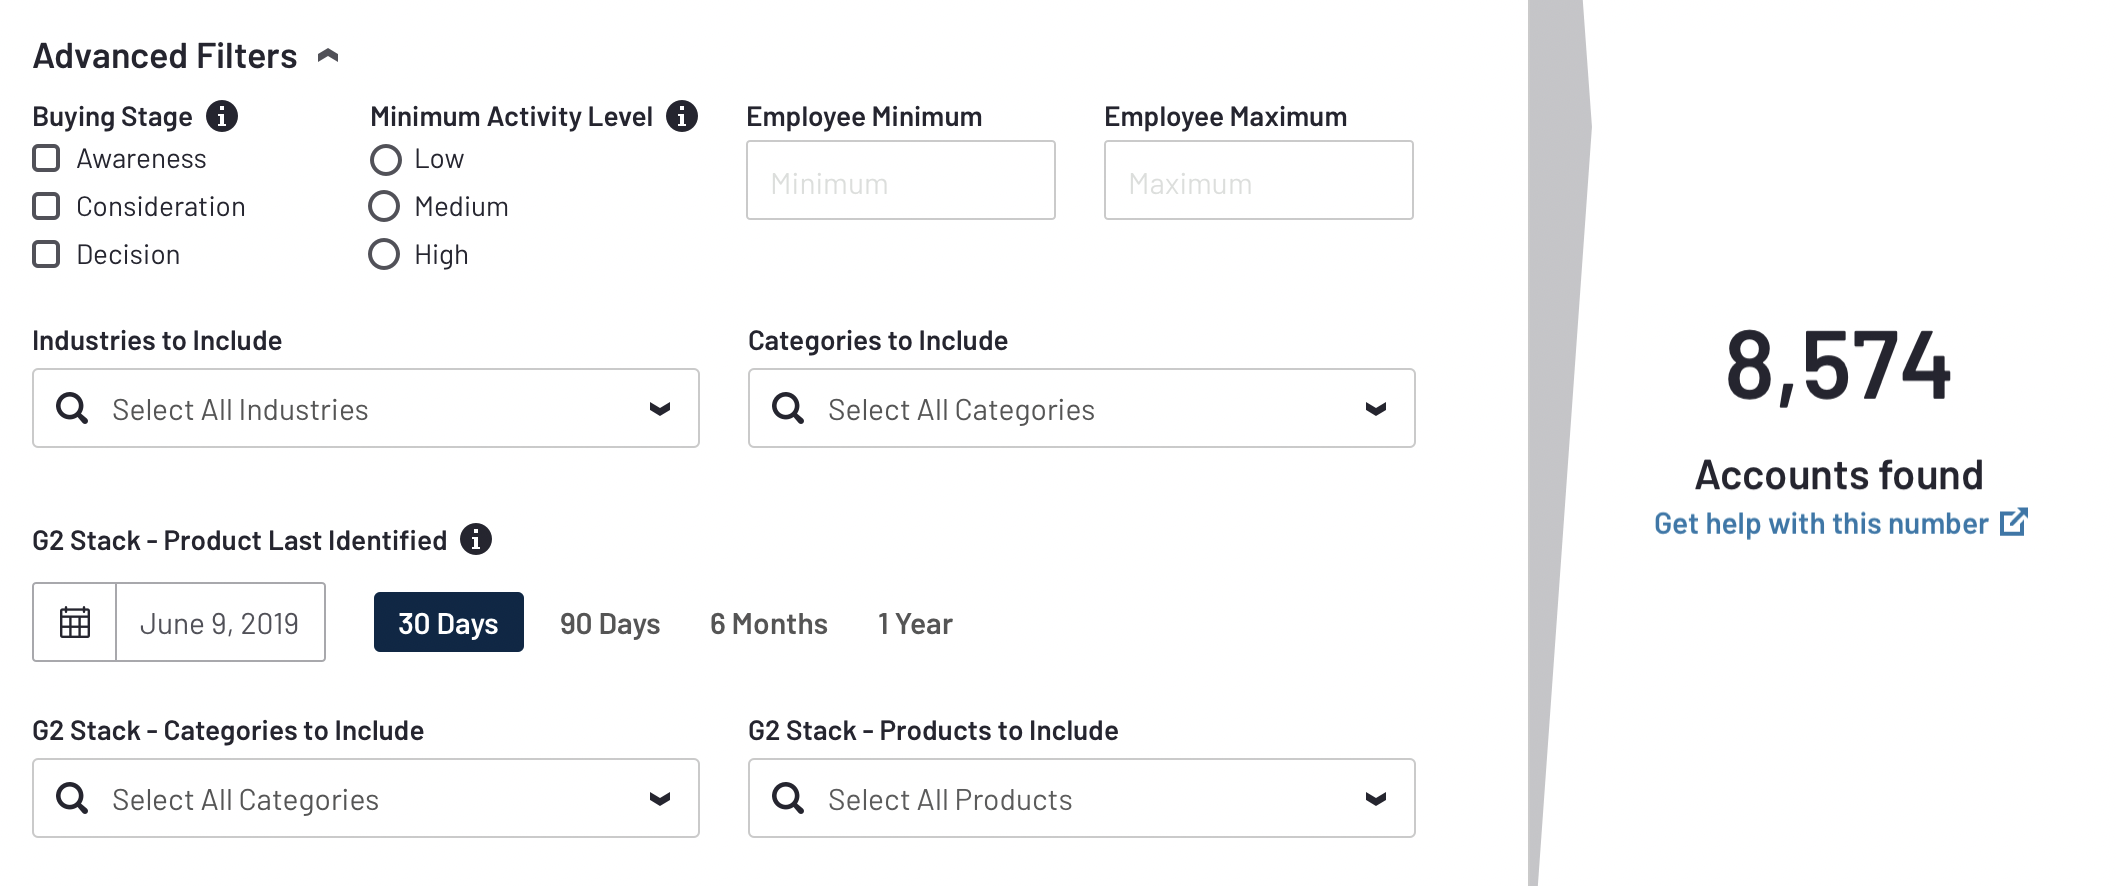 Advanced Filters
Buying Stage
Awareness
Consideration
Decision
Minimum Activity Level
Low
Medium
High
Employee Minimum
Minimum
Employee Maximum
Maximum
Industries to Include
Select All Industries
Categories to Include
Select All Categories
G2 Stack - Product Last Identified
June 9, 2019
30 Days
90 Days
6 Months
1 Year
G2 Stack - Categories to Include
Select All Categories
G2 Stack - Products to Include
Select All Products
8,574
Accounts found
Get help with this number